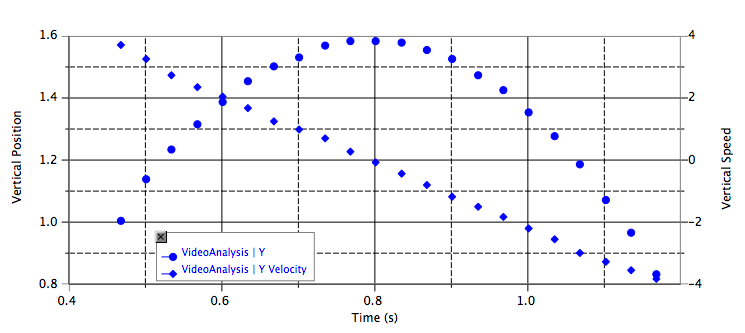 1.6
1.4
1.2
1.0
0.8
Vertical Position
VideoAnalysis | Y
VideoAnalysis | Y Velocity
4
2
0
-2
-4
Vertical Speed
0.4
0.6
0.8
1.0
Time (s)